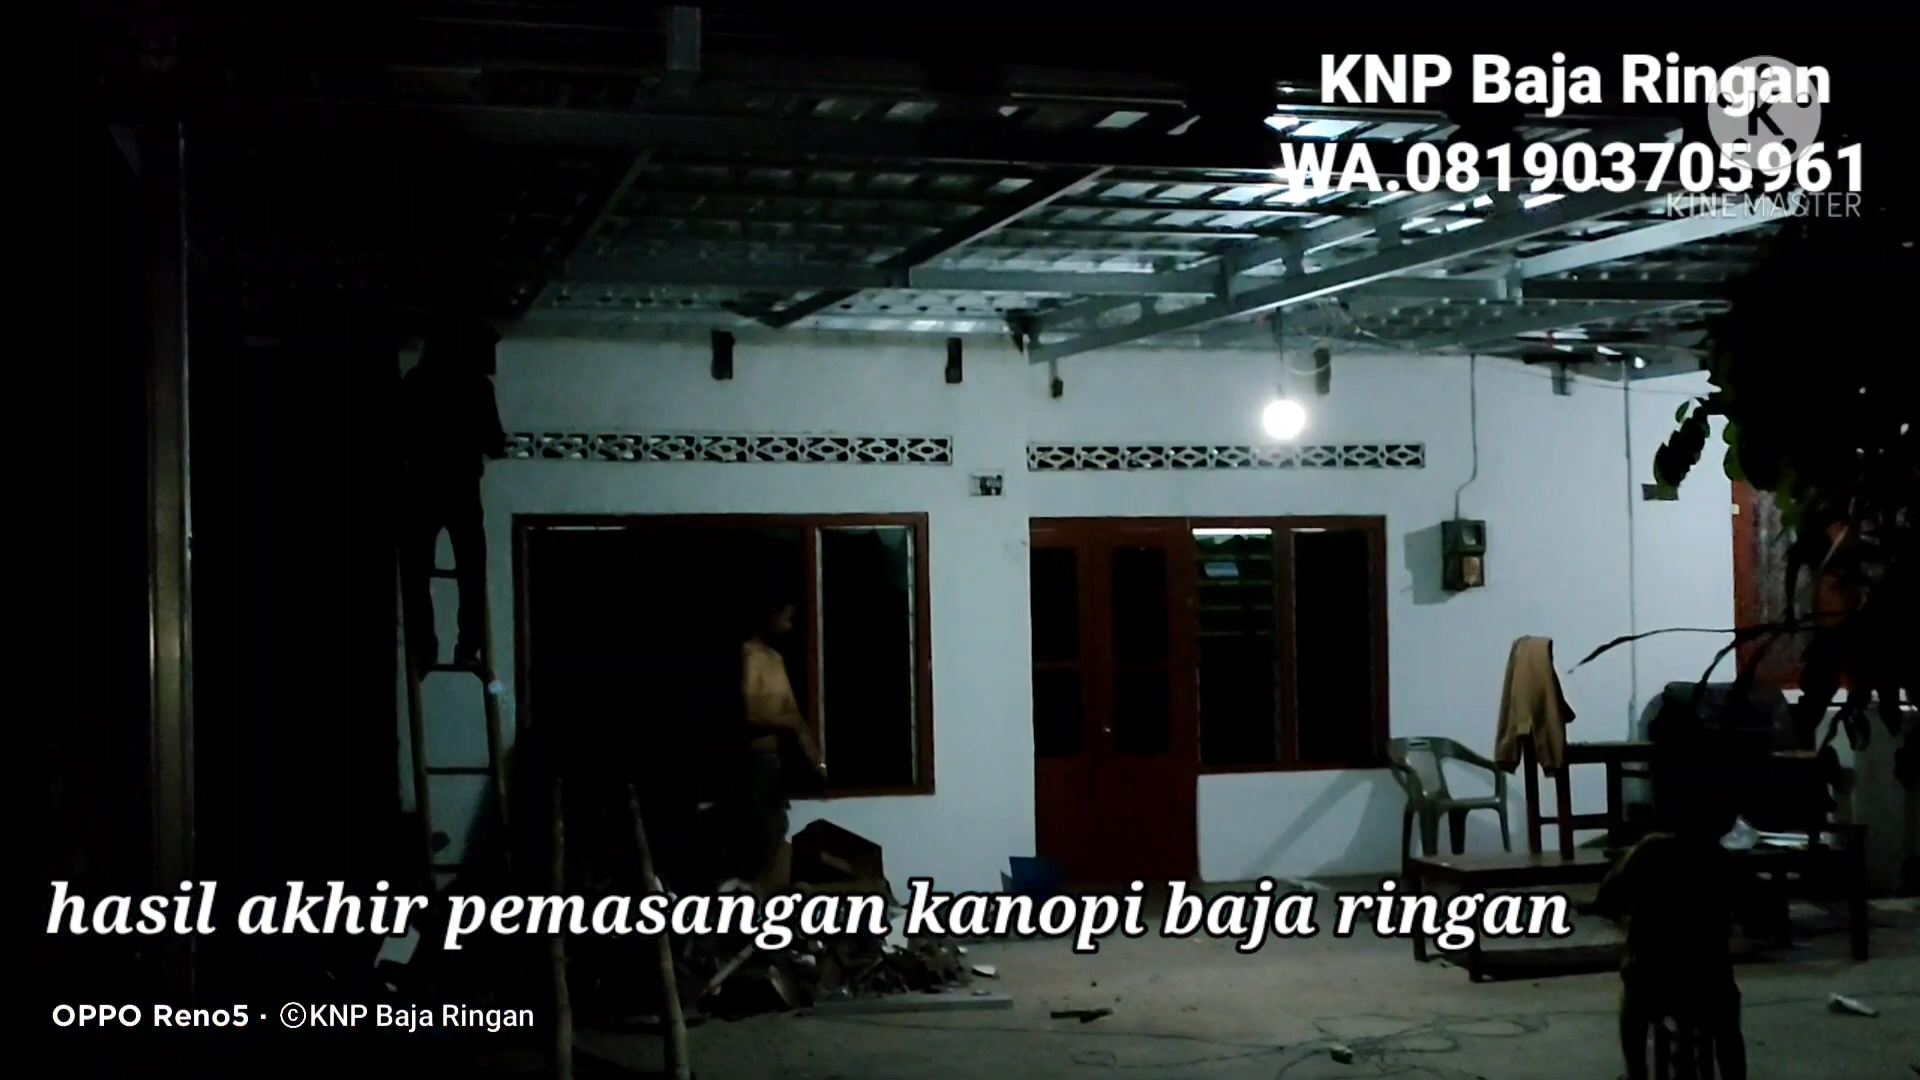 KNP Baja Ringan
K
WA.081903705961
KINEMASTER
hasil akhir pemasangan kanopi baja ringan
OPPO Reno5 · ©KNP Baja Ringan